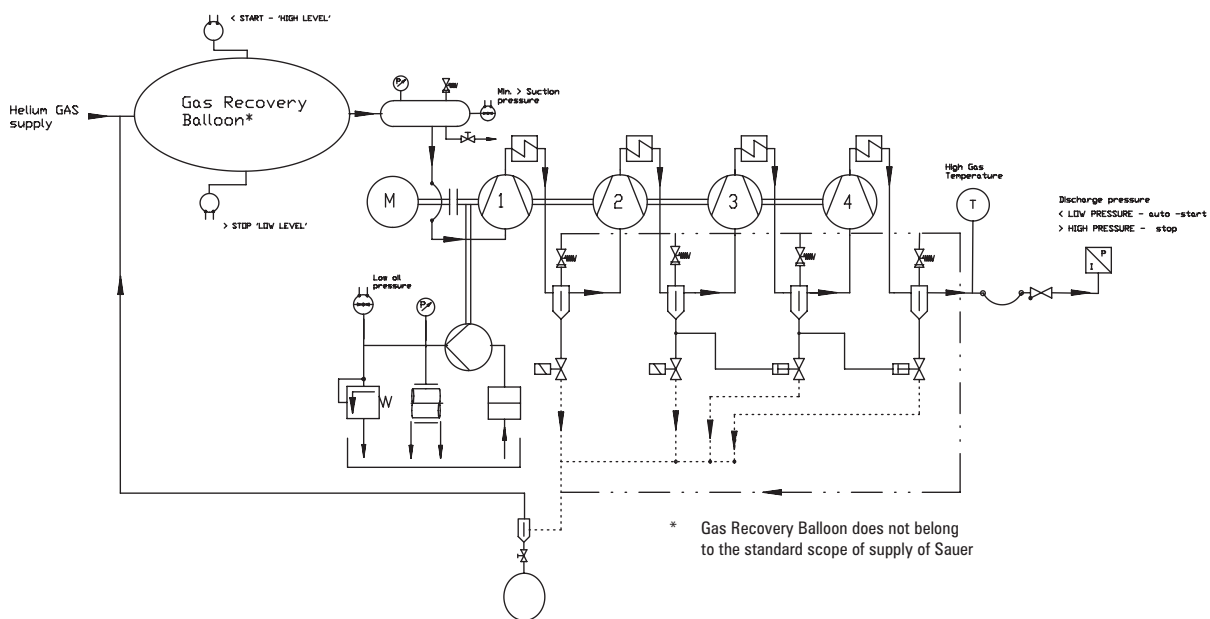 < START - 'HIGH LEVEL'
Gas Recovery
Balloon*
Helium GAS
supply
> STOP 'LOW LEVEL'
P
Min. > Suction
pressure
M
1
2
3
4
High Gas
Temperature
T
Discharge pressure
< LOW PRESSURE - auto -start
> HIGH PRESSURE - stop
P
I
Low oil
pressure
P
* Gas Recovery Balloon does not belong
to the standard scope of supply of Sauer